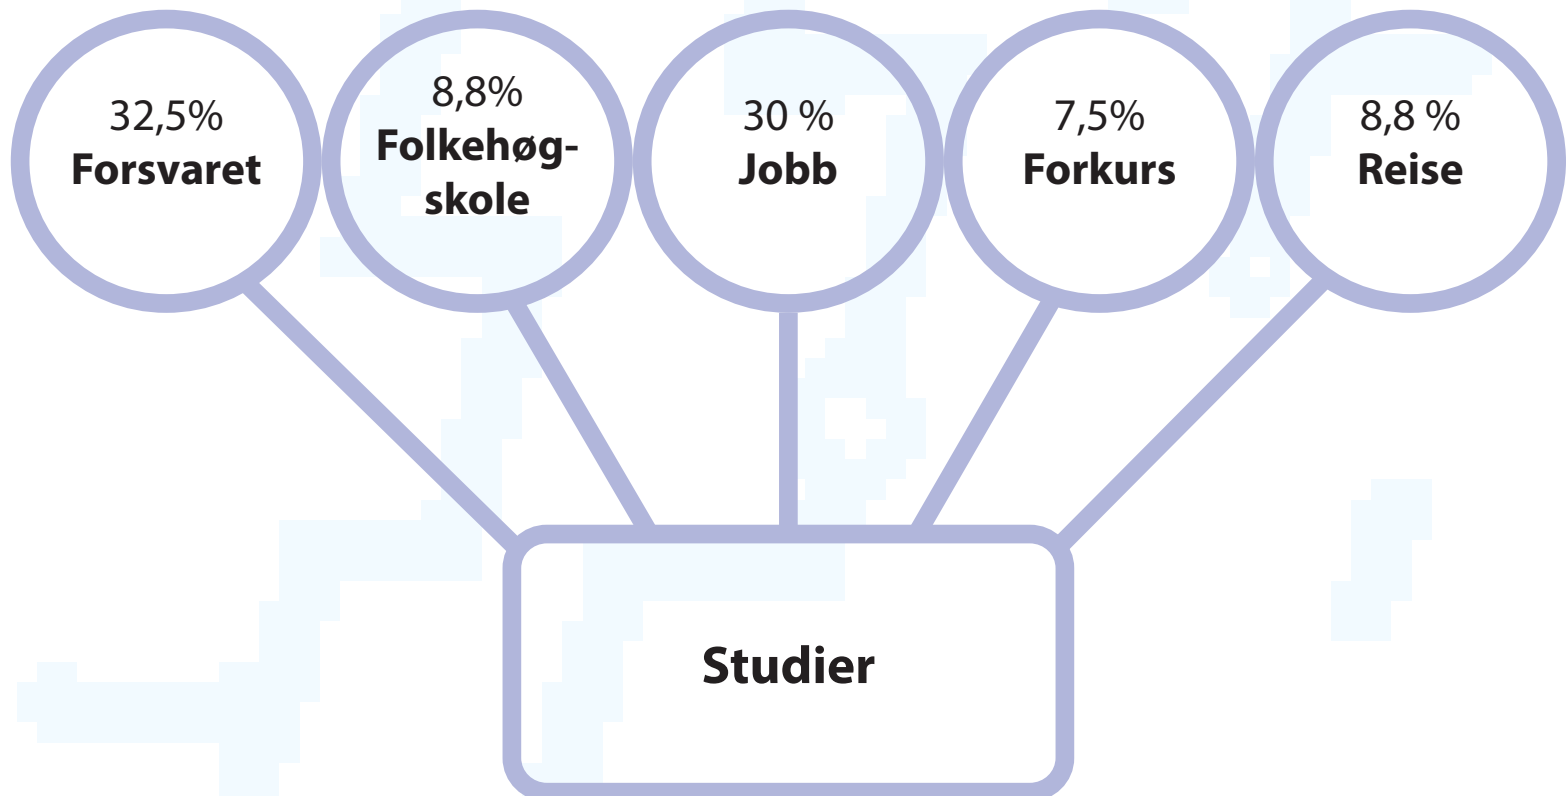 32,5%
Forsvaret
8,8%
Folkehøg-
skole
30 %
Jobb
7,5%
Forkurs
8,8 %
Reise
Studier